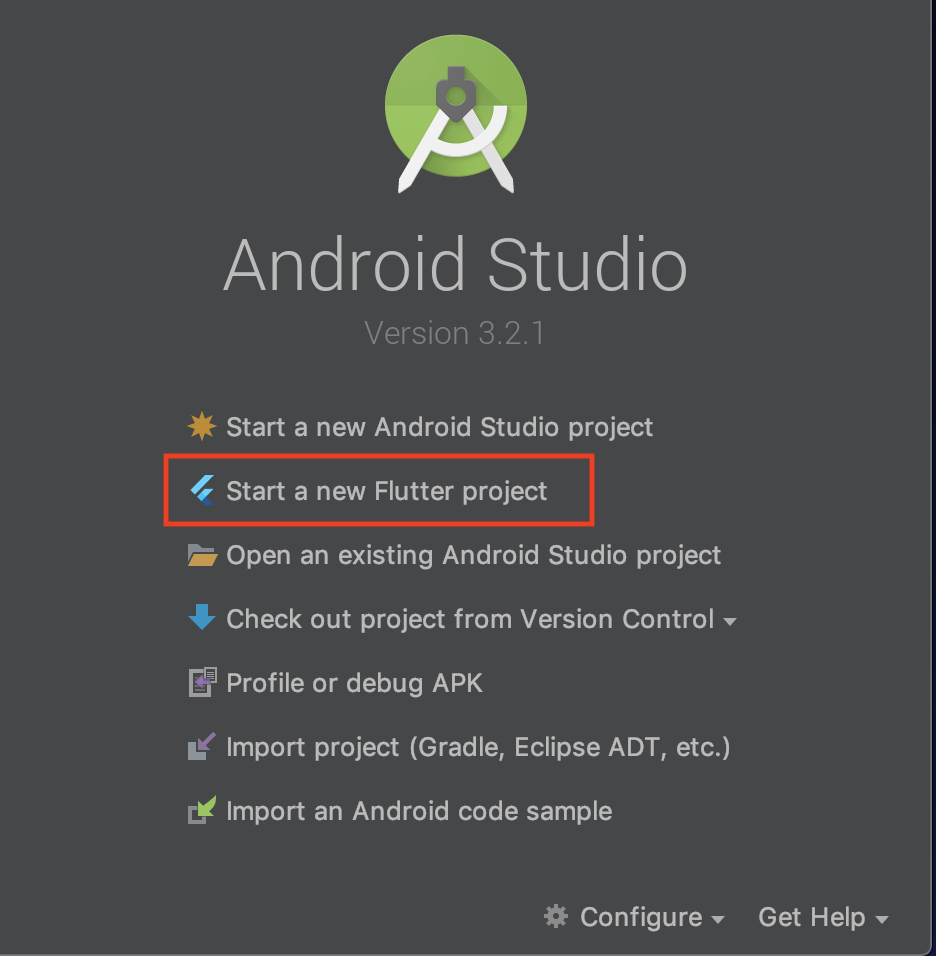 Android Studio
Version 3.2.1
Start a new Android Studio project
Start a new Flutter project
Open an existing Android Studio project
Check out project from Version Control
Profile or debug APK
Import project (Gradle, Eclipse ADT, etc.)
Import an Android code sample
Configure Get Help